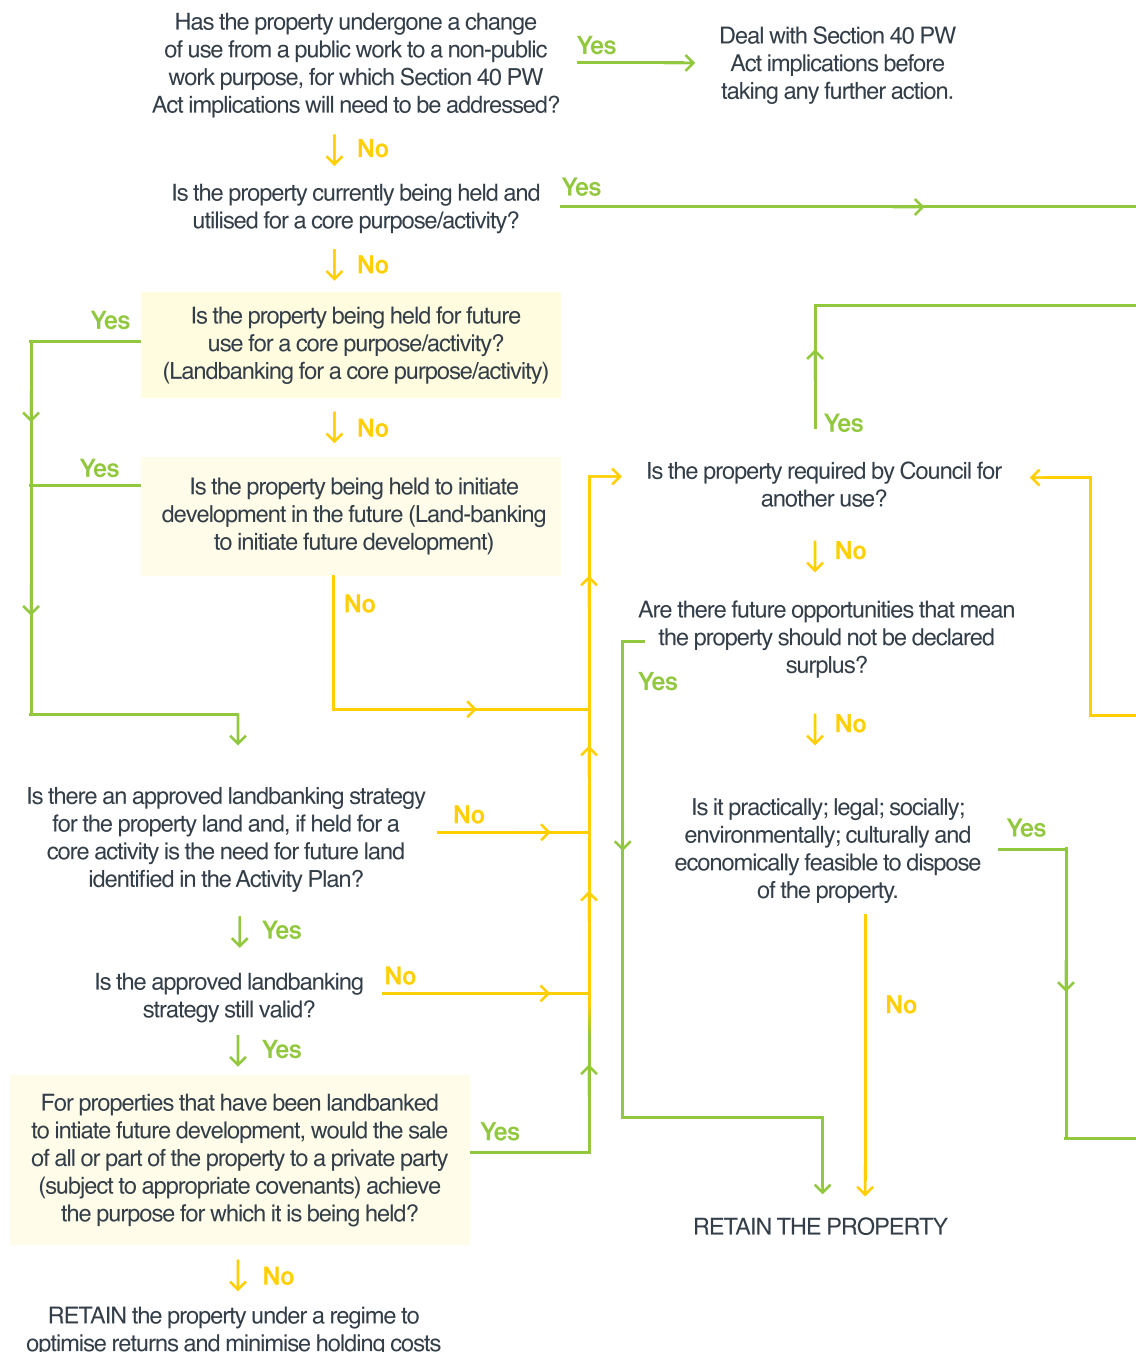 Has the property undergone a change
of use from a public work to a non-public
work purpose, for which Section 40 PW
Act implications will need to be addressed?
Yes
Deal with Section 40 PW
Act implications before
taking any further action.
No
Is the property currently being held and
utilised for a core purpose/activity?
Yes
No
Yes
Is the property being held for future
use for a core purpose/activity?
(Landbanking for a core purpose/activity)
No
Yes
Is the property being held to initiate
development in the future (Land-banking
to initiate future development)
No
Is there an approved landbanking strategy
for the property land and, if held for a
core activity is the need for future land
identified in the Activity Plan?
No
Yes
Is the approved landbanking
strategy still valid?
No
Yes
For properties that have been landbanked
to intiate future development, would the sale
of all or part of the property to a private party
(subject to appropriate covenants) achieve
the purpose for which it is being held?
Yes
No
RETAIN the property under a regime to
optimise returns and minimise holding costs
Yes
Is the property required by Council for
another use?
No
Are there future opportunities that mean
the property should not be declared
surplus?
Yes
No
Is it practically; legal; socially;
environmentally; culturally and
economically feasible to dispose
of the property.
Yes
No
RETAIN THE PROPERTY